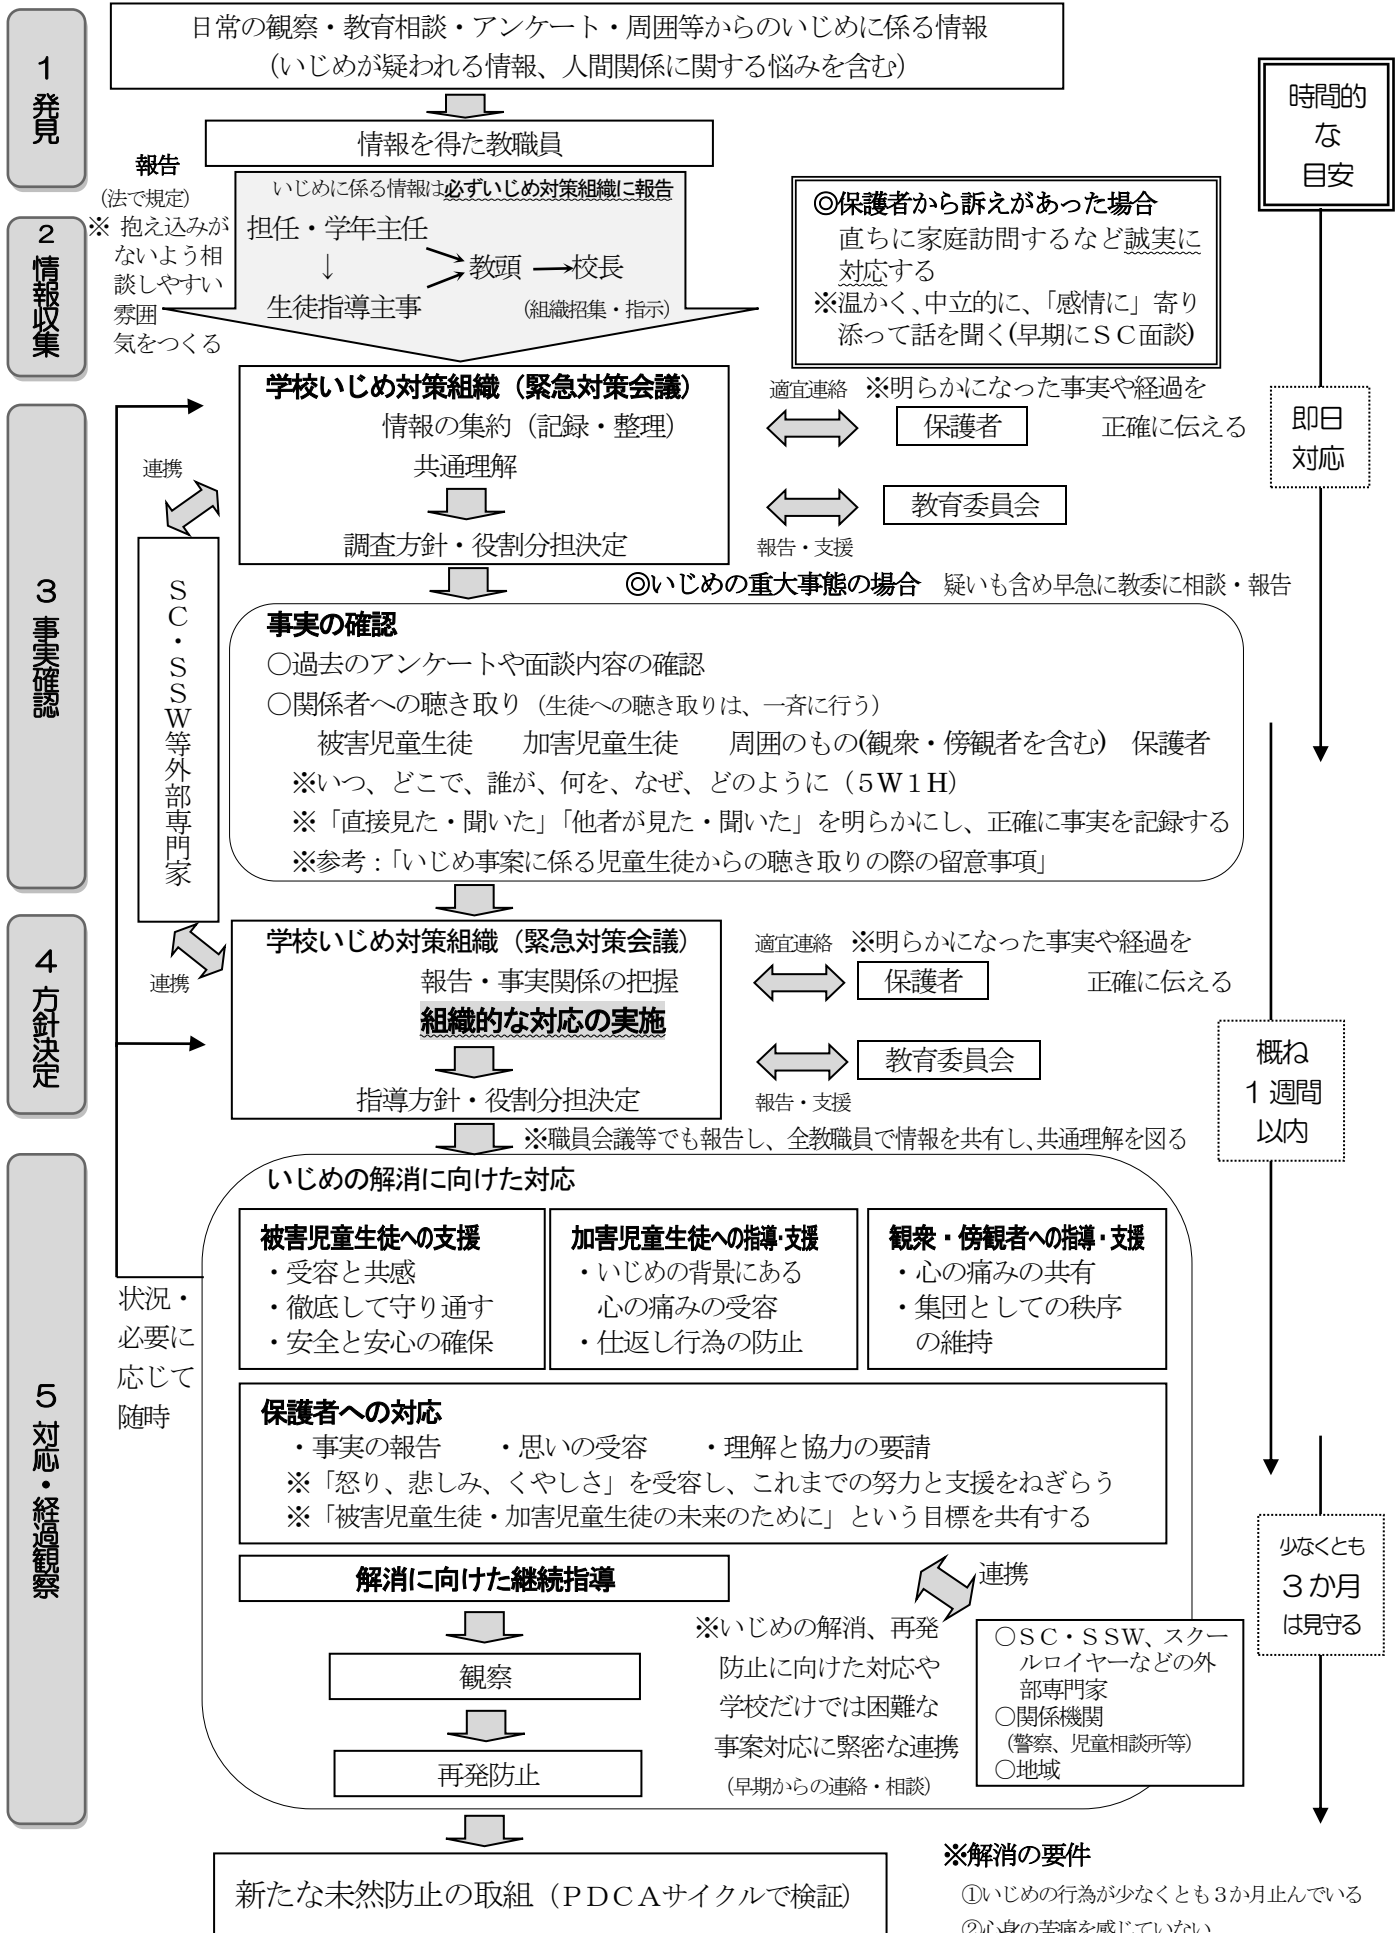 1
発見
日常の観察・教育相談・アンケート・周囲等からのいじめに係る情報
（いじめが疑われる情報、人間関係に関する悩みを含む）
時間的
な
目安
情報を得た教職員
報告
（法で規定）
※ 抱え込みが
ないよう相
談しやすい
雰囲
気をつくる
2
情報収集
いじめに係る情報は必ずいじめ対策組織に報告
担任・学年主任
↓
生徒指導主事
教頭
校長
（組織招集・指示）
◎保護者から訴えがあった場合
直ちに家庭訪問するなど誠実に
対応する
※温かく、中立的に、「感情に」寄り
添って話を聞く(早期にＳＣ面談)
3
事実確認
学校いじめ対策組織（緊急対策会議）
情報の集約（記録・整理）
共通理解
調査方針・役割分担決定
適宜連絡 ※明らかになった事実や経過を
保護者 正確に伝える
教育委員会
報告・支援
即日
対応
連携
ＳＣ・ＳＳＷ等外部専門家
◎いじめの重大事態の場合 疑いも含め早急に教委に相談・報告
事実の確認
○過去のアンケートや面談内容の確認
○関係者への聴き取り（生徒への聴き取りは、一斉に行う）
被害児童生徒 加害児童生徒 周囲のもの(観衆・傍観者を含む) 保護者
※いつ、どこで、誰が、何を、なぜ、どのように（５Ｗ１Ｈ）
※「直接見た・聞いた」「他者が見た・聞いた」を明らかにし、正確に事実を記録する
※参考：「いじめ事案に係る児童生徒からの聴き取りの際の留意事項」
4
方針決定
連携
学校いじめ対策組織（緊急対策会議）
報告・事実関係の把握
組織的な対応の実施
指導方針・役割分担決定
適宜連絡 ※明らかになった事実や経過を
保護者 正確に伝える
教育委員会
報告・支援
概ね
１週間
以内
※職員会議等でも報告し、全教職員で情報を共有し、共通理解を図る
5
対応・経過観察
状況・
必要に
応じて
随時
いじめの解消に向けた対応
被害児童生徒への支援
・受容と共感
・徹底して守り通す
・安全と安心の確保
加害児童生徒への指導・支援
・いじめの背景にある
心の痛みの受容
・仕返し行為の防止
観衆・傍観者への指導・支援
・心の痛みの共有
・集団としての秩序
の維持
保護者への対応
・事実の報告 ・思いの受容 ・理解と協力の要請
※「怒り、悲しみ、くやしさ」を受容し、これまでの努力と支援をねぎらう
※「被害児童生徒・加害児童生徒の未来のために」という目標を共有する
解消に向けた継続指導
観察
再発防止
連携
※いじめの解消、再発
防止に向けた対応や
学校だけでは困難な
事案対応に緊密な連携
（早期からの連絡・相談）
○ＳＣ・ＳＳＷ、スクー
ルロイヤーなどの外
部専門家
○関係機関
（警察、児童相談所等）
○地域
少なくとも
３か月
は見守る
新たな未然防止の取組（ＰＤＣＡサイクルで検証）
※解消の要件
①いじめの行為が少なくとも３か月止んでいる
②心身の苦痛を感じていない